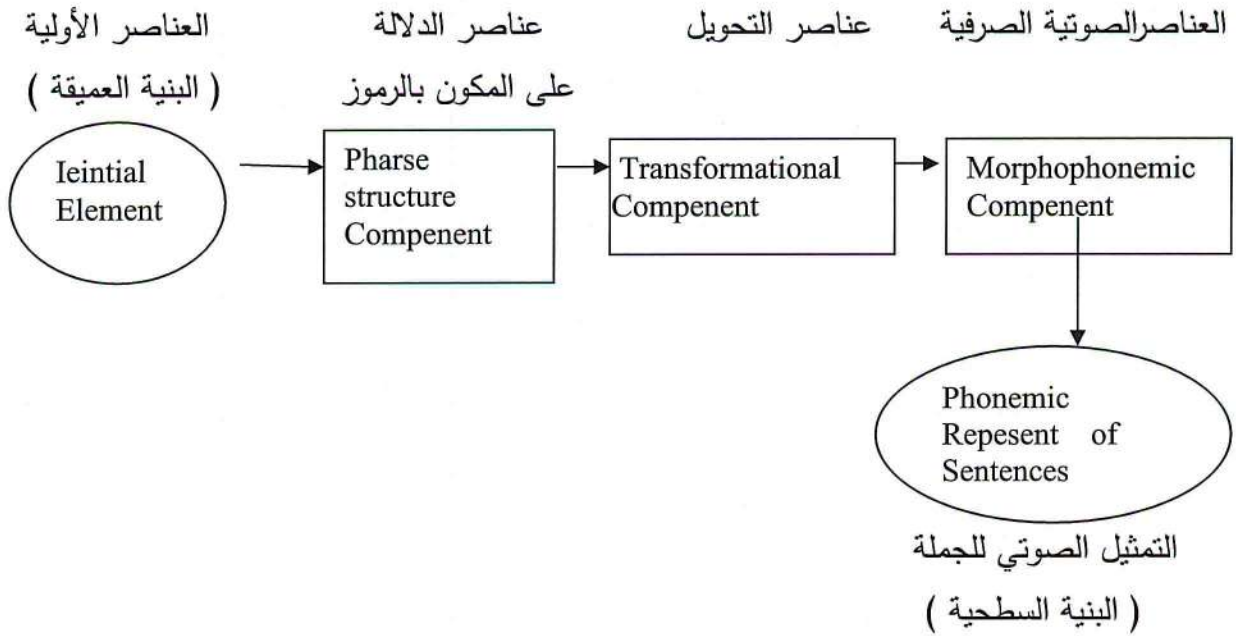 العناصر الأولية
( البنية العميقة )
عناصر الدلالة
على المكون بالرموز
عناصر التحويل
العناصرالصوتية الصرفية
Ieintial
Element
Pharse
structure
Compenent
Transformational
Compenent
Morphophonemic
Compenent
Phonemic
Repesent of
Sentences
التمثيل الصوتي للجملة
( البنية السطحية )